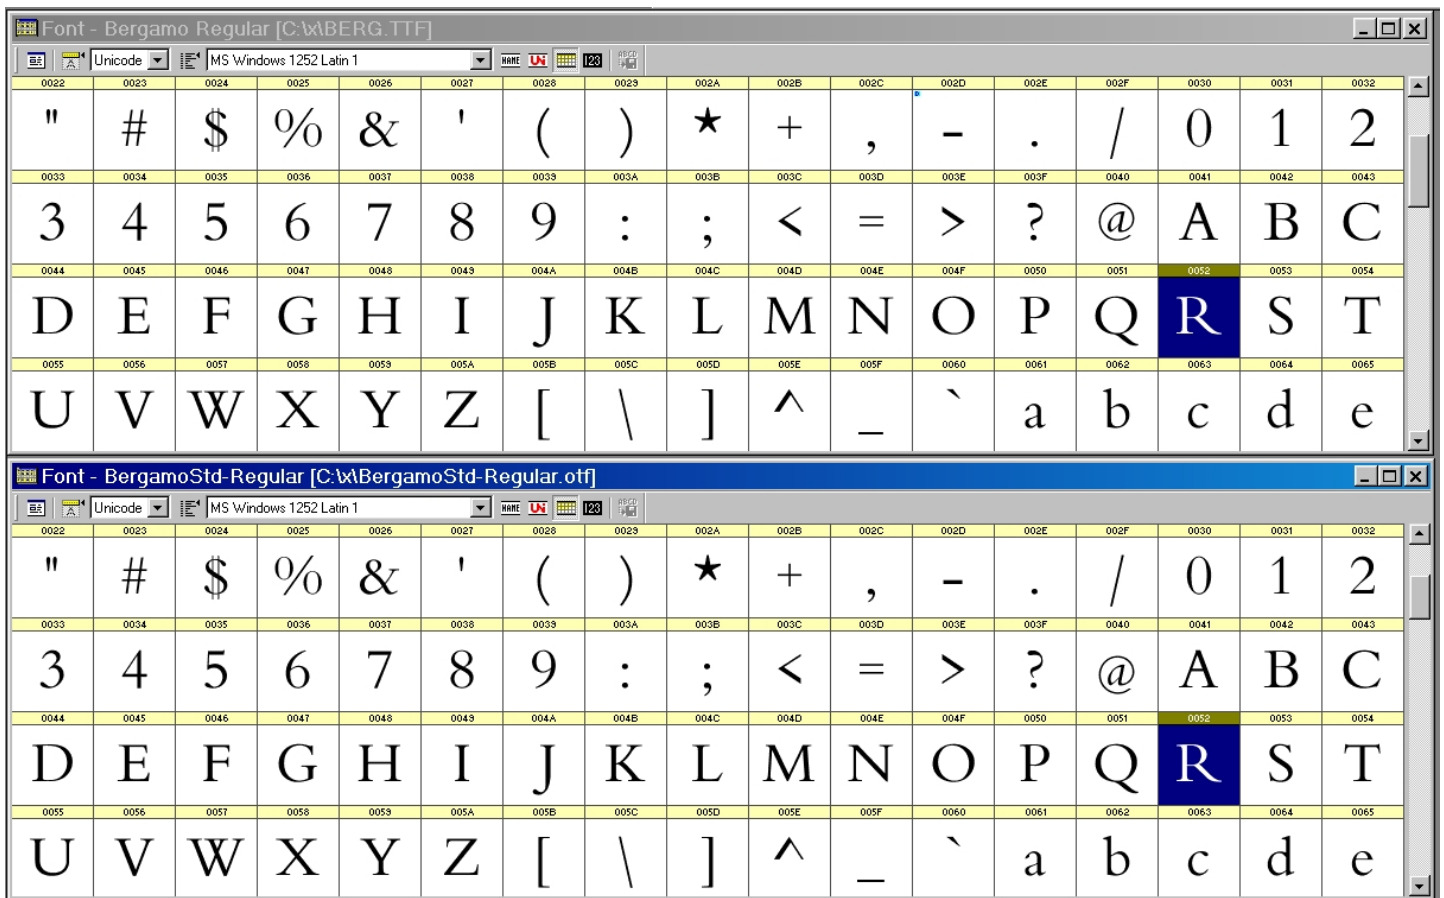 Font - Bergamo Regular [C:\x\BERG.TTF]
Unicode MS Windows 1252 Latin 1 NAME Uni 123 ABCD
0022 0023 0024 0025 0026 0027 0028 0029 002A 002B 002C 002D 002E 002F 0030 0031 0032
" # $ % & ' ( ) * + , - . / 0 1 2
0033 0034 0035 0036 0037 0038 0039 003A 003B 003C 003D 003E 003F 0040 0041 0042 0043
3 4 5 6 7 8 9 : ; < = > ? @ A B C
0044 0045 0046 0047 0048 0049 004A 004B 004C 004D 004E 004F 0050 0051 0052 0053 0054
D E F G H I J K L M N O P Q R S T
0055 0056 0057 0058 0059 005A 005B 005C 005D 005E 005F 0060 0061 0062 0063 0064 0065
U V W X Y Z [ \ ] ^ _ ` a b c d e
Font - BergamoStd-Regular [C:\x\BergamoStd-Regular.otf]
Unicode MS Windows 1252 Latin 1 NAME Uni 123 ABCD
0022 0023 0024 0025 0026 0027 0028 0029 002A 002B 002C 002D 002E 002F 0030 0031 0032
" # $ % & ' ( ) * + , - . / 0 1 2
0033 0034 0035 0036 0037 0038 0039 003A 003B 003C 003D 003E 003F 0040 0041 0042 0043
3 4 5 6 7 8 9 : ; < = > ? @ A B C
0044 0045 0046 0047 0048 0049 004A 004B 004C 004D 004E 004F 0050 0051 0052 0053 0054
D E F G H I J K L M N O P Q R S T
0055 0056 0057 0058 0059 005A 005B 005C 005D 005E 005F 0060 0061 0062 0063 0064 0065
U V W X Y Z [ \ ] ^ _ ` a b c d e